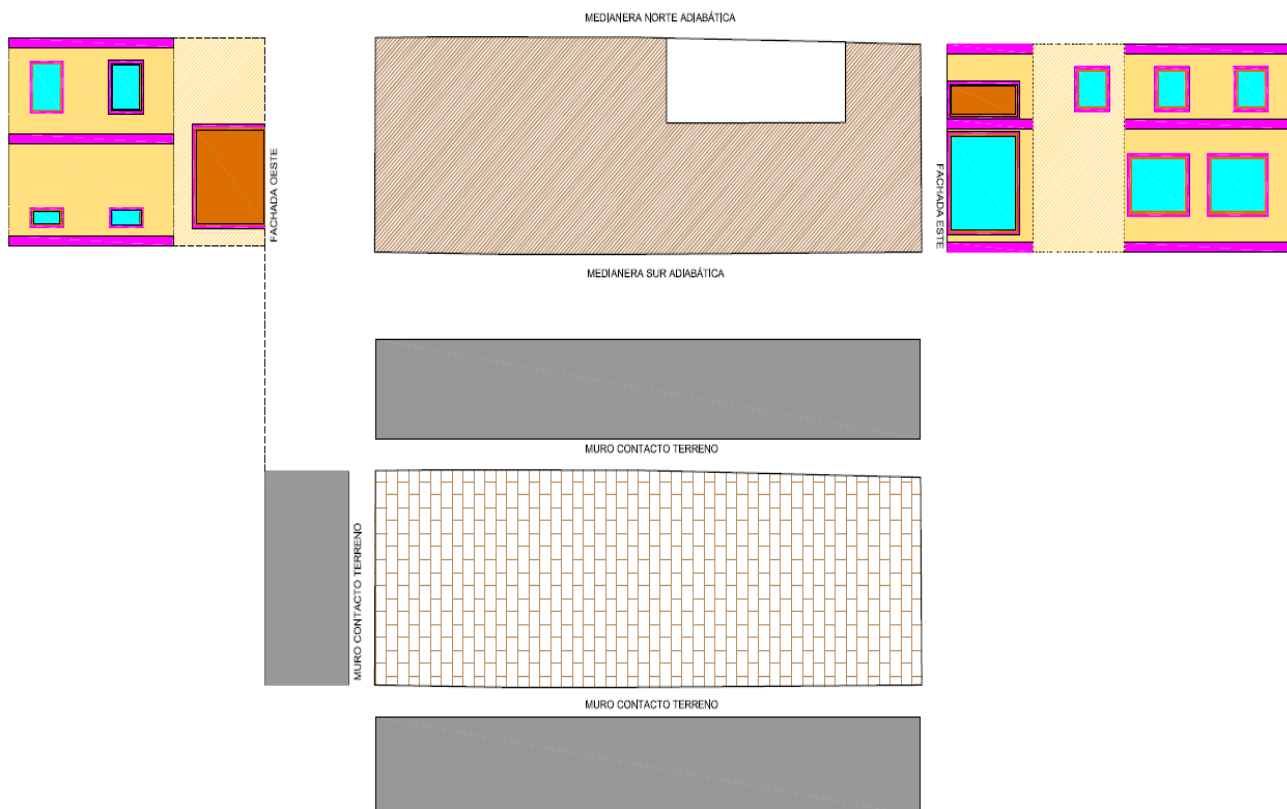 MEDIANERA NORTE ADIABÁTICA
FACHADA OESTE
FACHADA ESTE
MEDIANERA SUR ADIABÁTICA
MURO CONTACTO TERRENO
MURO CONTACTO TERRENO
MURO CONTACTO TERRENO